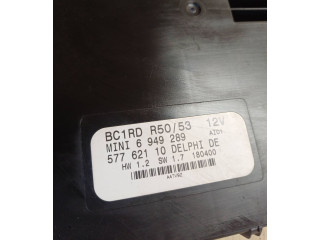 BC1RD R50/53 12V
MINI 6 949 289
577 621 10 DELPHI DE
HW 1.2 SW 1.7 180400